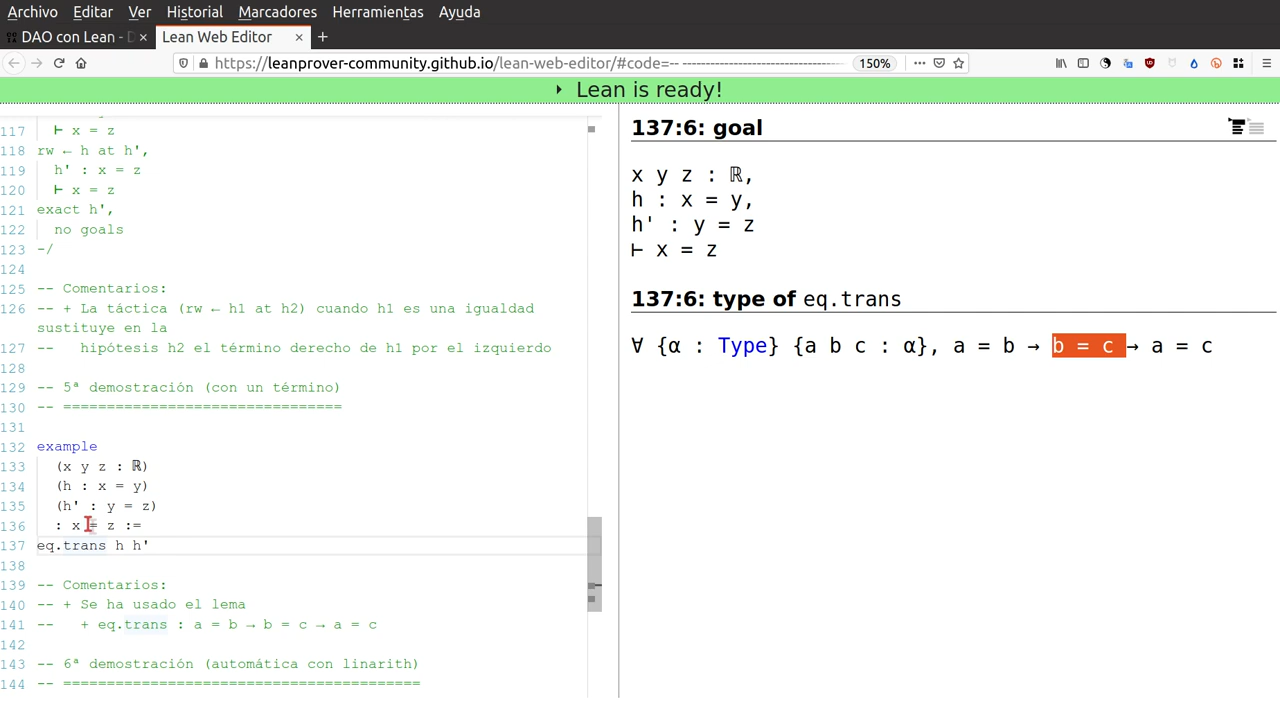 Archivo Editar Ver Historial Marcadores Herramientas Ayuda
DAO con Lean - D × Lean Web Editor × +
https://leanprover-community.github.io/lean-web-editor/#code=-- ------------------------------------------ 150%
Lean is ready!
117 ⊢ x = z
118 rw ← h at h',
119 h' : x = z
120 ⊢ x = z
121 exact h',
122 no goals
123 -/
124
125 -- Comentarios:
126 -- + La táctica (rw ← h1 at h2) cuando h1 es una igualdad
sustituye en la
127 -- hipótesis h2 el término derecho de h1 por el izquierdo
128
129 -- 5ª demostración (con un término)
130 -- ===============================
131
132 example
133 (x y z : ℝ)
134 (h : x = y)
135 (h' : y = z)
136 : x = z :=
137 eq.trans h h'
138
139 -- Comentarios:
140 -- + Se ha usado el lema
141 -- + eq.trans : a = b → b = c → a = c
142
143 -- 6ª demostración (automática con linarith)
144 -- ========================================
137:6: goal
x y z : ℝ,
h : x = y,
h' : y = z
⊢ x = z
137:6: type of eq.trans
∀ {α : Type} {a b c : α}, a = b → b = c → a = c